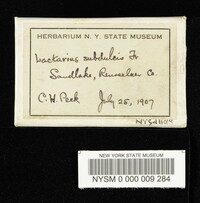 HERBARIUM N. Y. STATE MUSEUM
Lactarius subdulcis Fr.
Sandlake, Rensselaer Co.
C. H. Peck July 25, 1907
NEW YORK STATE MUSEUM
NYSM 0 000 009 284